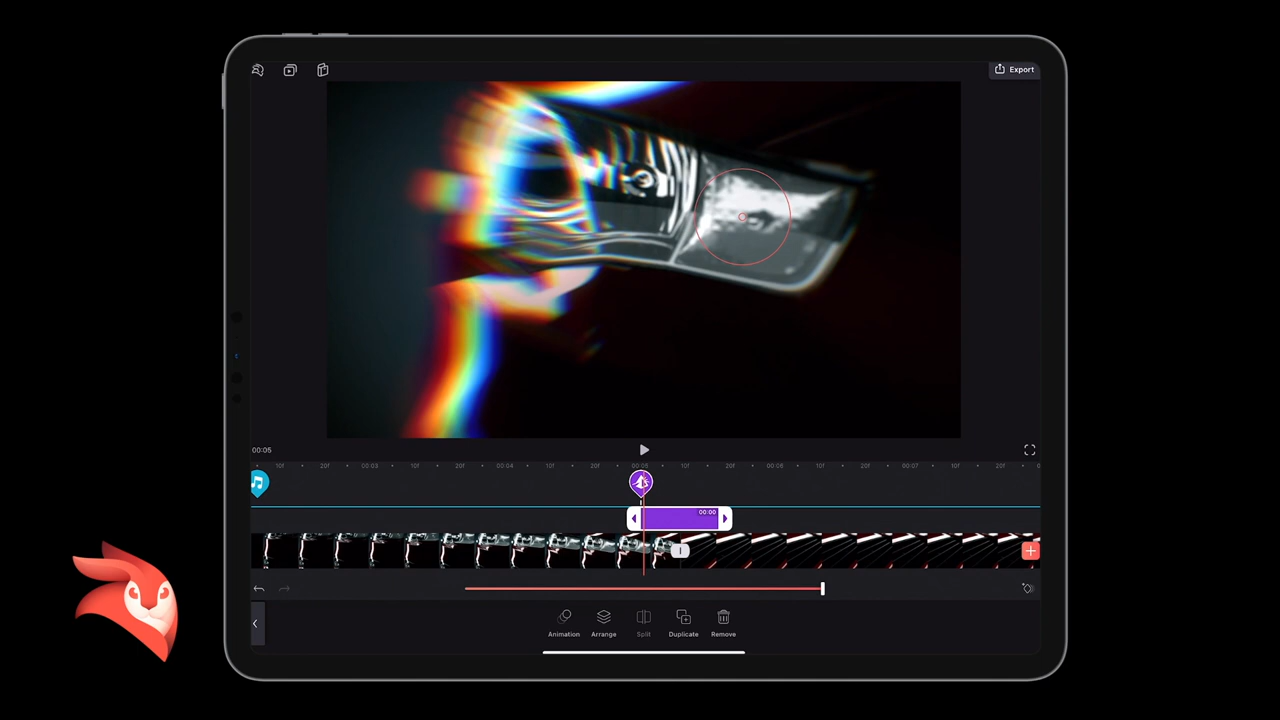 Export
00:05
10f 20f 00:03 10f 20f 00:04 10f 20f 00:05 10f 20f 00:06 10f 20f 00:07 10f 20f
00:00
Animation Arrange Split Duplicate Remove